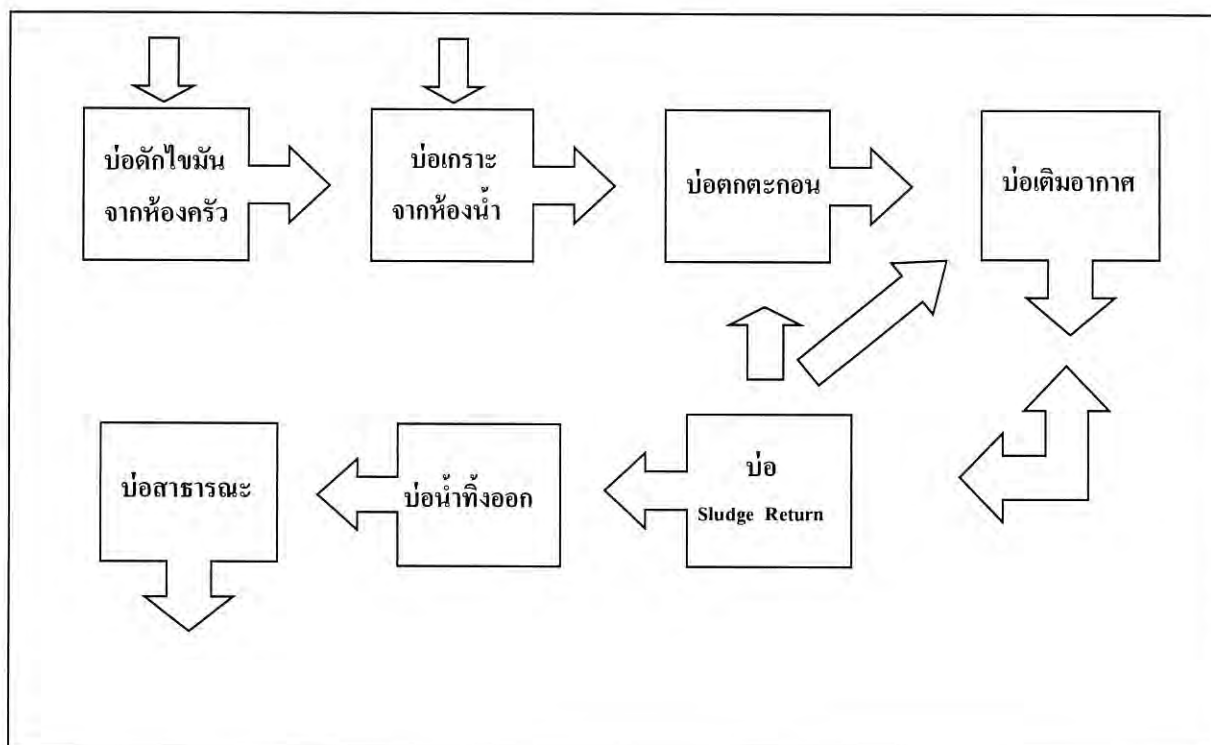 บ่อดักไขมัน
จากห้องครัว
บ่อเกราะ
จากห้องน้ำ
บ่อตกตะกอน
บ่อเติมอากาศ
บ่อสาธารณะ
บ่อน้ำทิ้งออก
บ่อ
Sludge Return